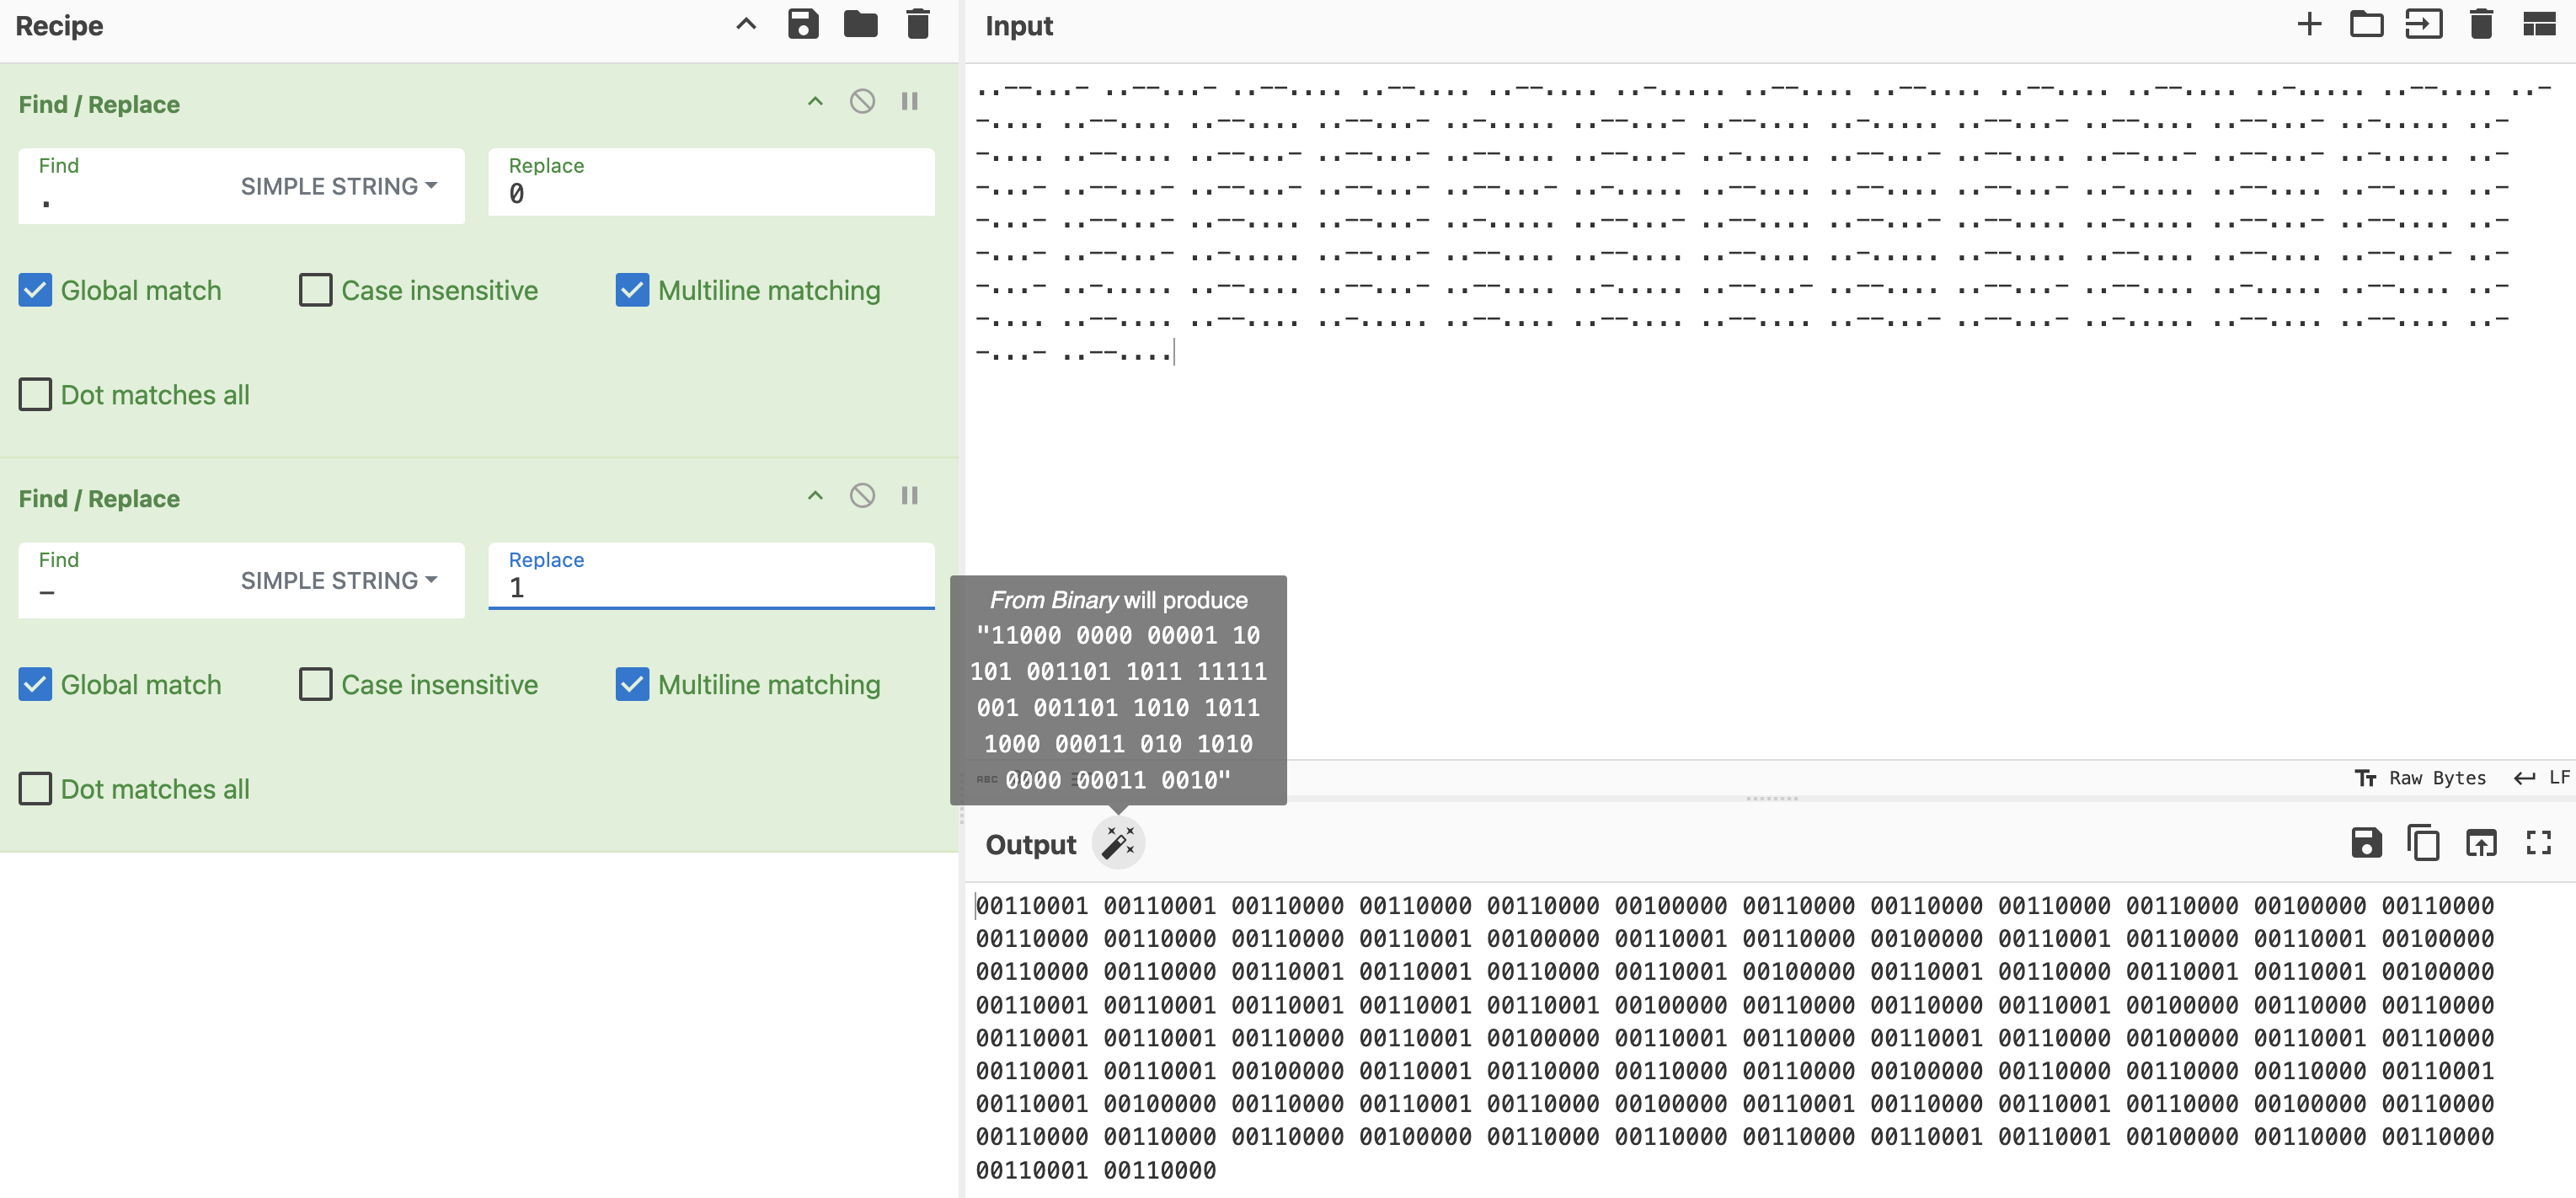 Recipe
Find / Replace
Find
.
SIMPLE STRING
Replace
0
Global match
Case insensitive
Multiline matching
Dot matches all
Find / Replace
Find
-
SIMPLE STRING
Replace
1
Global match
Case insensitive
Multiline matching
Dot matches all
Input
..--...- ..--...- ..--.... ..--.... ..--.... ..-..... ..--.... ..--.... ..--.... ..--.... ..-..... ..--.... ..-
-.... ..--.... ..--.... ..--...- ..-..... ..--...- ..--.... ..-..... ..--...- ..--.... ..--...- ..-..... ..-
-.... ..--.... ..--...- ..--...- ..--.... ..--...- ..-..... ..--...- ..--.... ..--...- ..--...- ..-..... ..-
-...- ..--...- ..--...- ..--...- ..--...- ..-..... ..--.... ..--.... ..--...- ..-..... ..--.... ..--.... ..-
-...- ..--...- ..--.... ..--...- ..-..... ..--...- ..--.... ..--...- ..--.... ..-..... ..--...- ..--.... ..-
-...- ..--...- ..-..... ..--...- ..--.... ..--.... ..--.... ..-..... ..--.... ..--.... ..--.... ..--...- ..-
-...- ..-..... ..--.... ..--...- ..--.... ..-..... ..--...- ..--.... ..--...- ..--.... ..-..... ..--.... ..-
-.... ..--.... ..--.... ..-..... ..--.... ..--.... ..--.... ..--...- ..--...- ..-..... ..--.... ..--.... ..-
-...- ..--....
From Binary will produce
"11000 0000 00001 10
101 001101 1011 11111
001 001101 1010 1011
1000 00011 010 1010
0000 00011 0010"
ABC
Raw Bytes
LF
Output
00110001 00110001 00110000 00110000 00110000 00100000 00110000 00110000 00110000 00110000 00100000 00110000
00110000 00110000 00110000 00110001 00100000 00110001 00110000 00100000 00110001 00110000 00110001 00100000
00110000 00110000 00110001 00110001 00110000 00110001 00100000 00110001 00110000 00110001 00110001 00100000
00110001 00110001 00110001 00110001 00110001 00100000 00110000 00110000 00110001 00100000 00110000 00110000
00110001 00110001 00110000 00110001 00100000 00110001 00110000 00110001 00110000 00100000 00110001 00110000
00110001 00110001 00100000 00110001 00110000 00110000 00110000 00100000 00110000 00110000 00110000 00110001
00110001 00100000 00110000 00110001 00110000 00100000 00110001 00110000 00110001 00110000 00100000 00110000
00110000 00110000 00110000 00100000 00110000 00110000 00110000 00110001 00110001 00100000 00110000 00110000
00110001 00110000